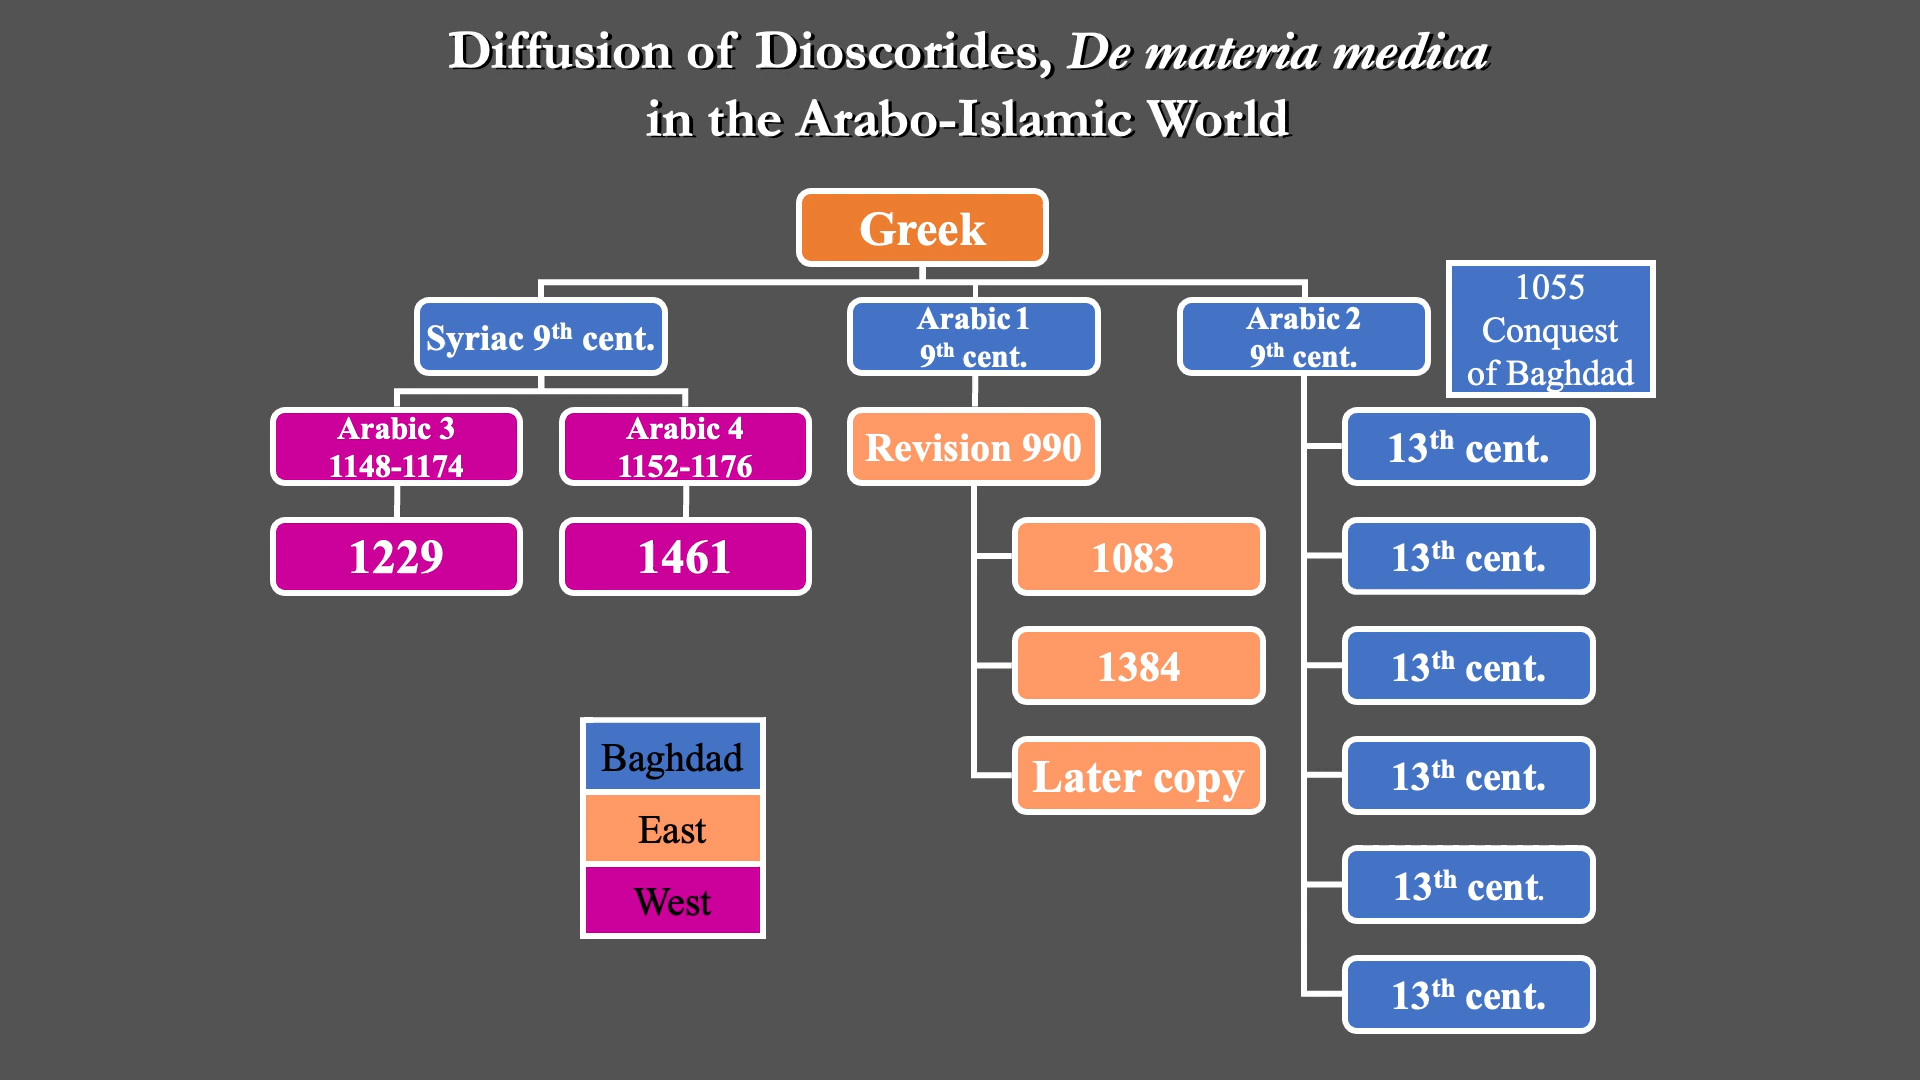 Diffusion of Dioscorides, De materia medica
in the Arabo-Islamic World
Greek
1055
Conquest
of Baghdad
Syriac 9th cent.
Arabic 1
9th cent.
Arabic 2
9th cent.
Arabic 3
1148-1174
Arabic 4
1152-1176
Revision 990
13th cent.
1229
1461
1083
13th cent.
1384
13th cent.
Later copy
13th cent.
13th cent.
13th cent.
Baghdad
East
West